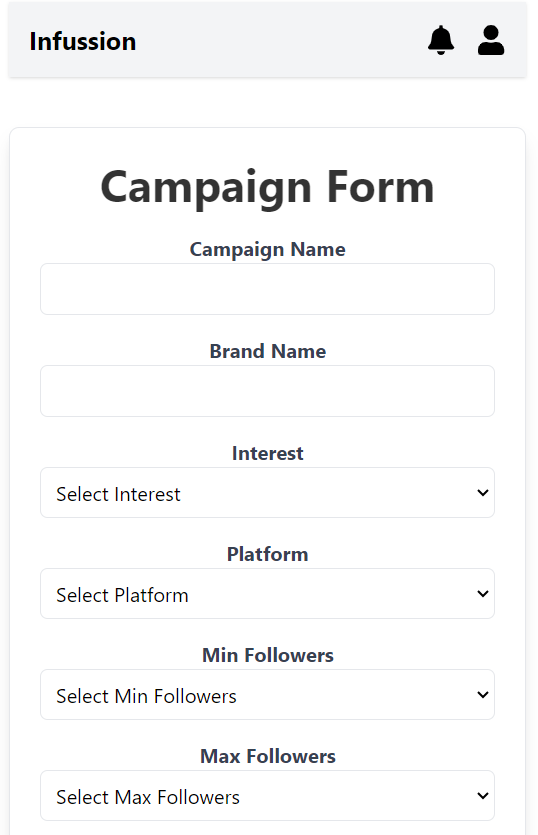 Infussion
Campaign Form
Campaign Name
Brand Name
Interest
Select Interest
Platform
Select Platform
Min Followers
Select Min Followers
Max Followers
Select Max Followers